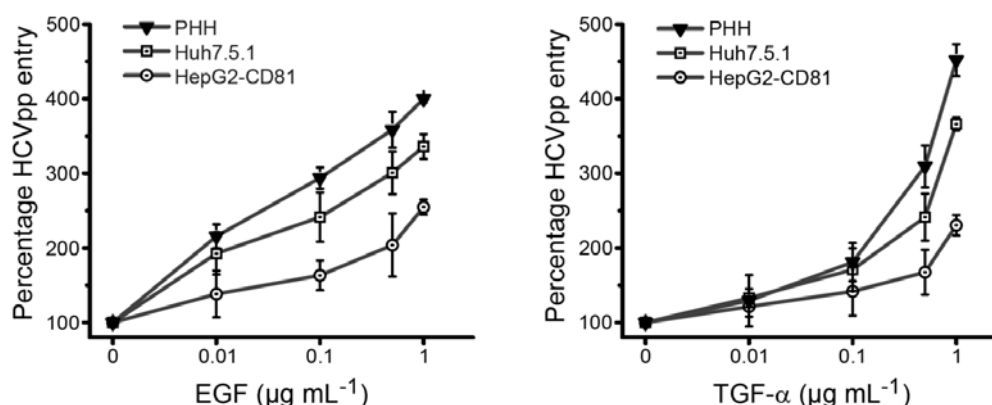 500
400
300
200
100
Percentage HCVpp entry
PHH
Huh7.5.1
HepG2-CD81
0 0.01 0.1 1
EGF (µg mL⁻¹)
500
400
300
200
100
Percentage HCVpp entry
PHH
Huh7.5.1
HepG2-CD81
0 0.01 0.1 1
TGF-α (µg mL⁻¹)